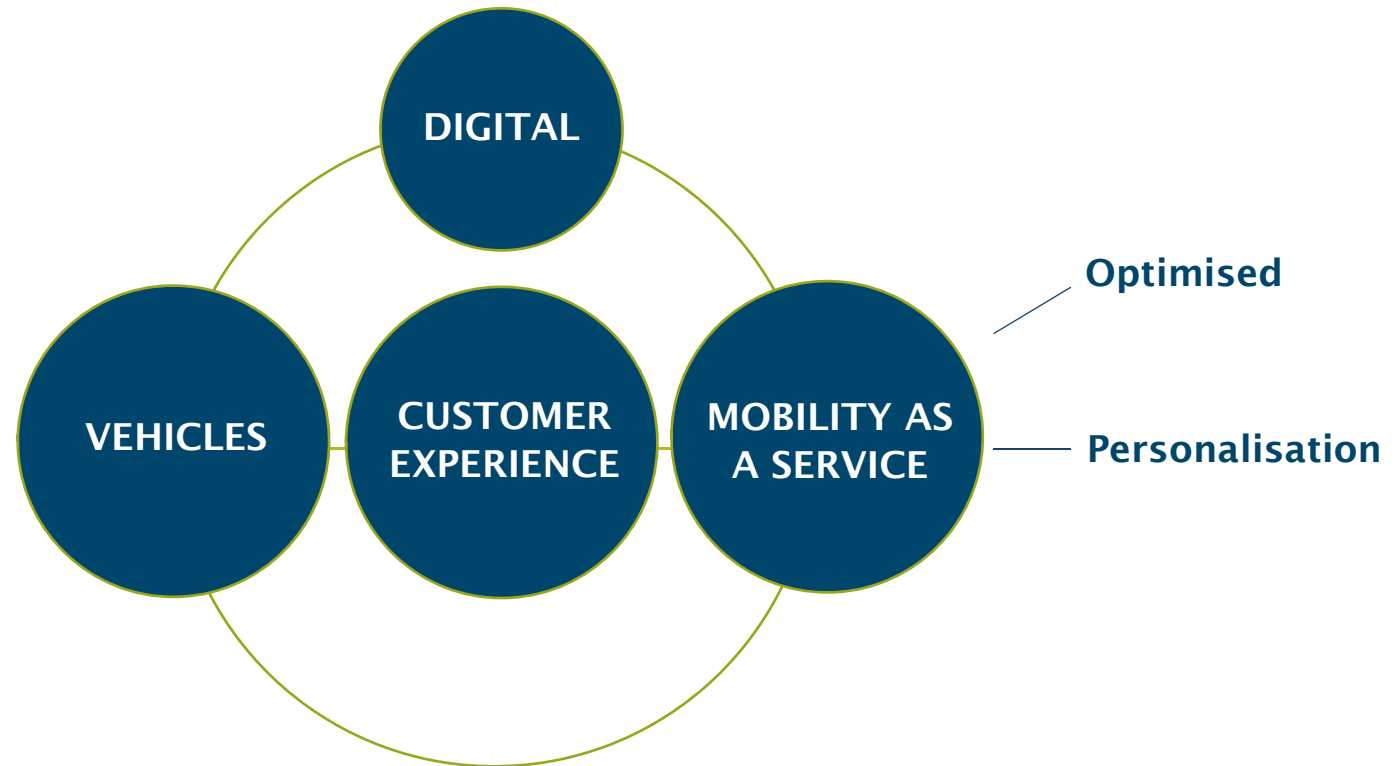 DIGITAL
Optimised
VEHICLES
CUSTOMER
EXPERIENCE
MOBILITY AS
A SERVICE
Personalisation